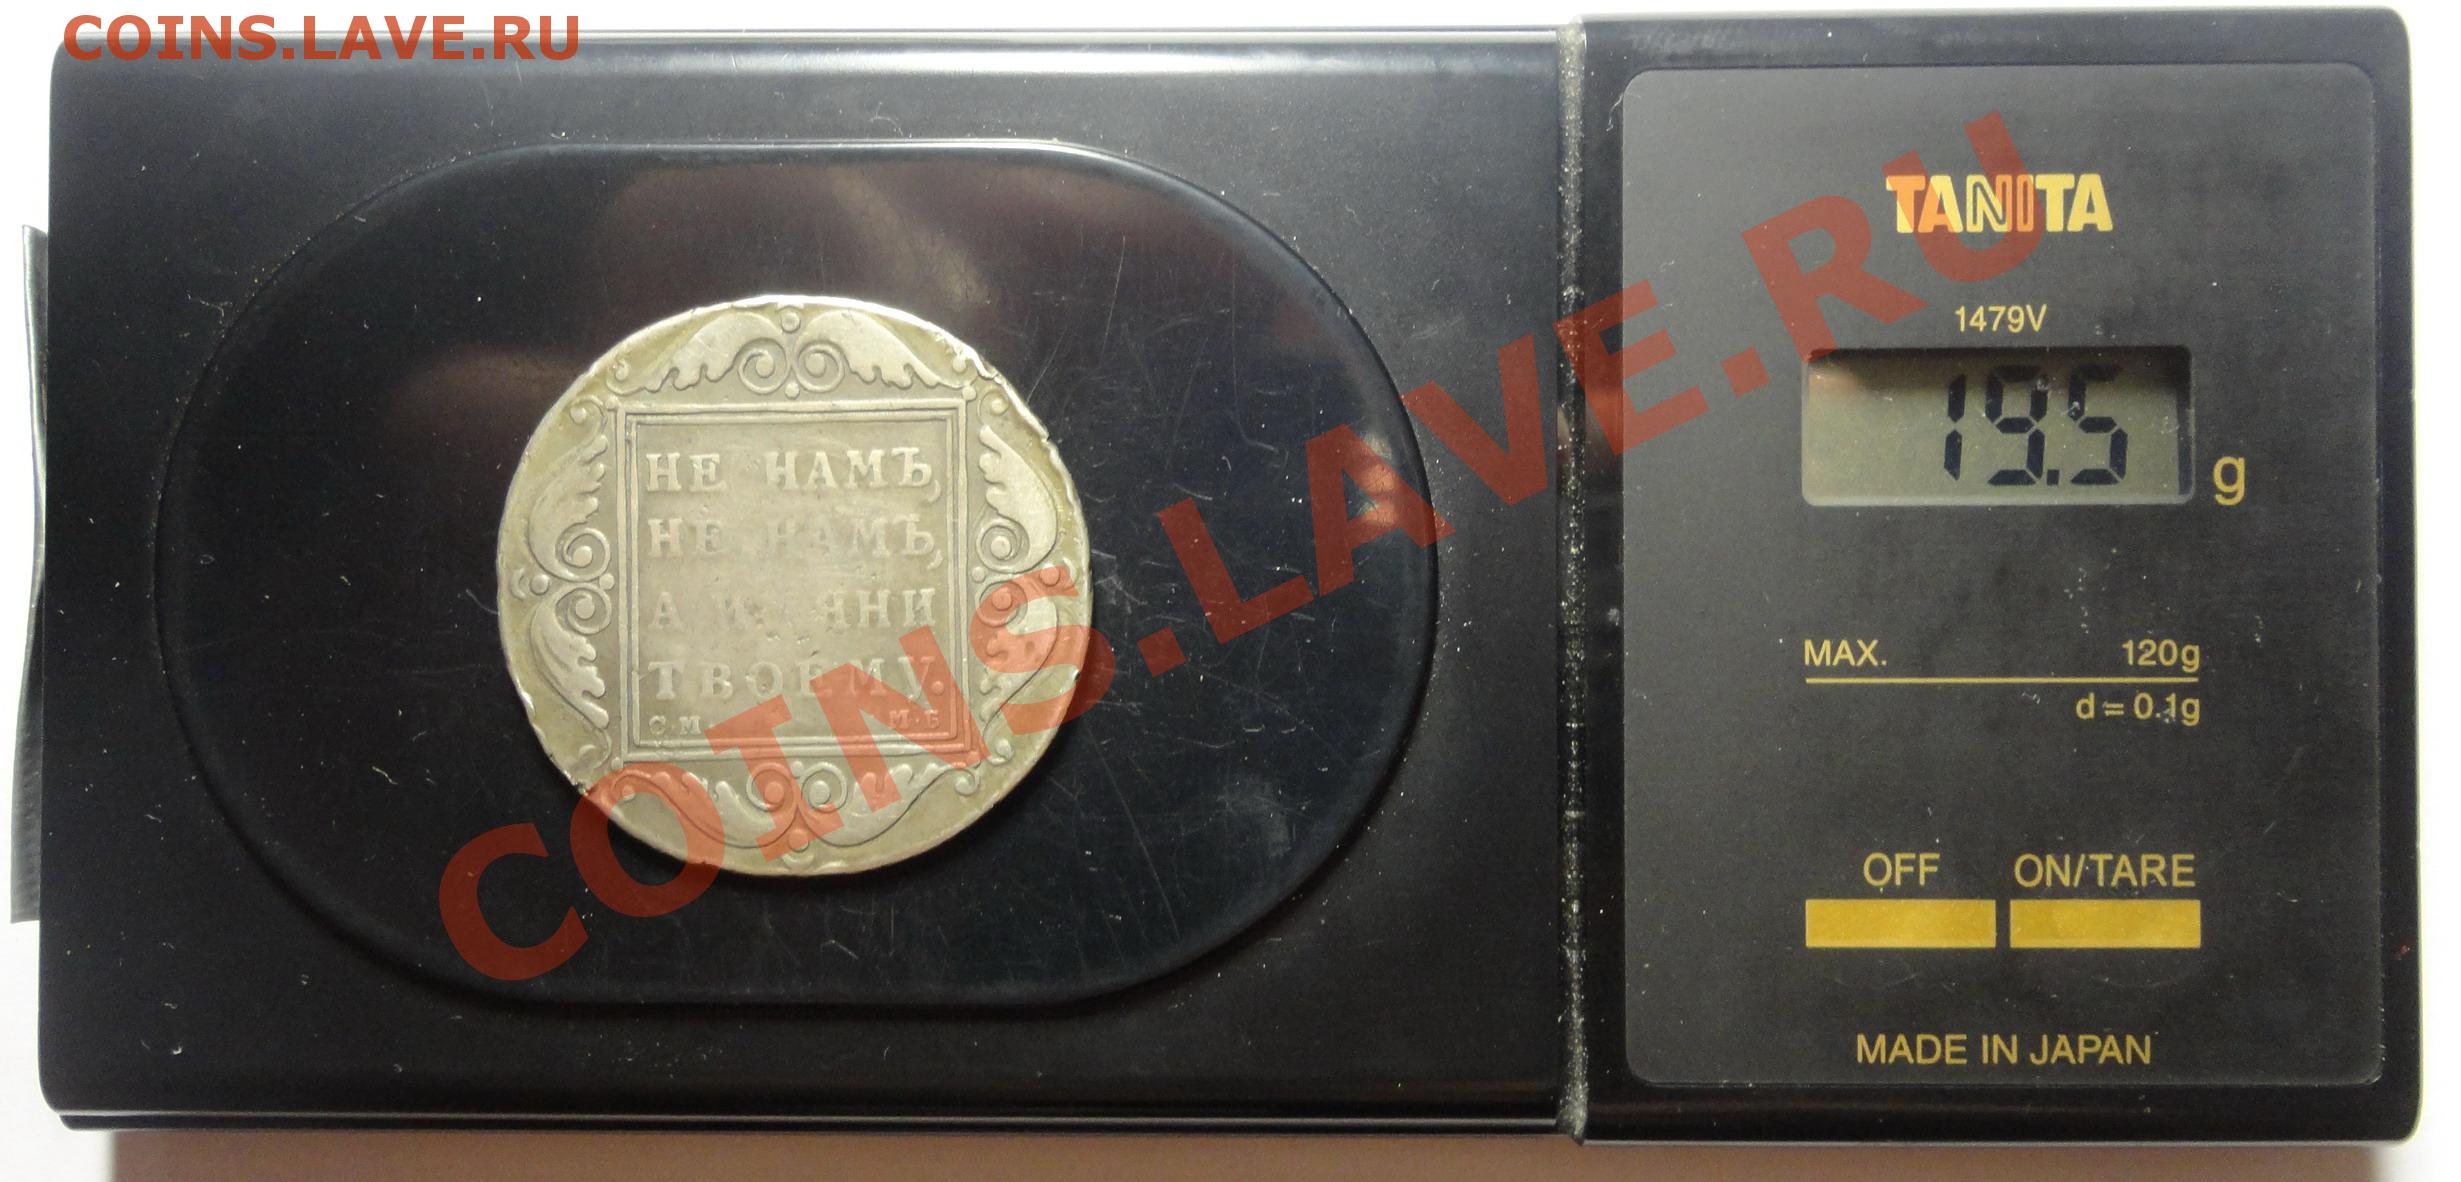 COINS.LAVE.RU
TANITA
1479V
19.5 g
MAX. 120g
d = 0.1g
OFF ON/TARE
MADE IN JAPAN
НЕ НАМЪ,
НЕ НАМЪ,
А
ТВОЕМУ.
С·М· М·Б
COINS.LAVE.RU